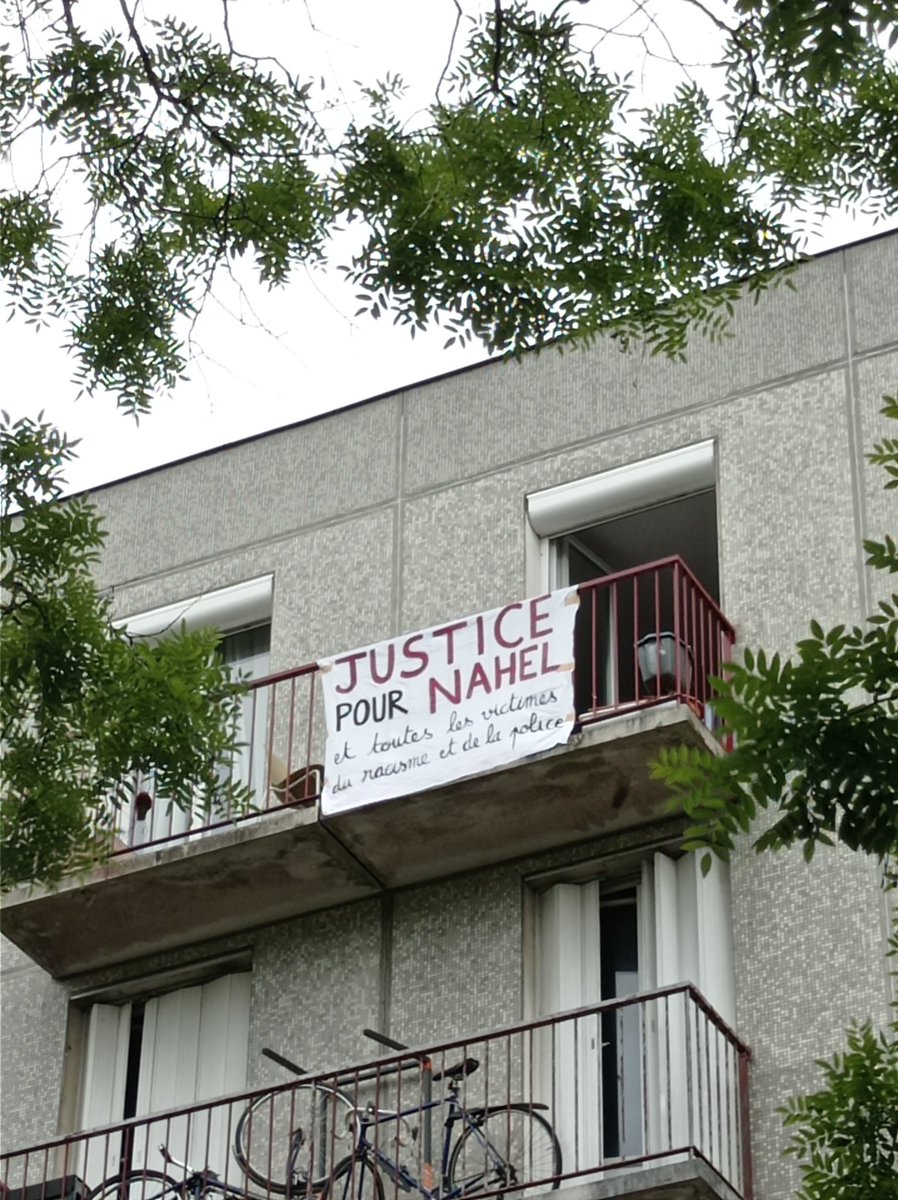 JUSTICE
POUR NAHEL
et toutes les victimes
du racisme et de la police